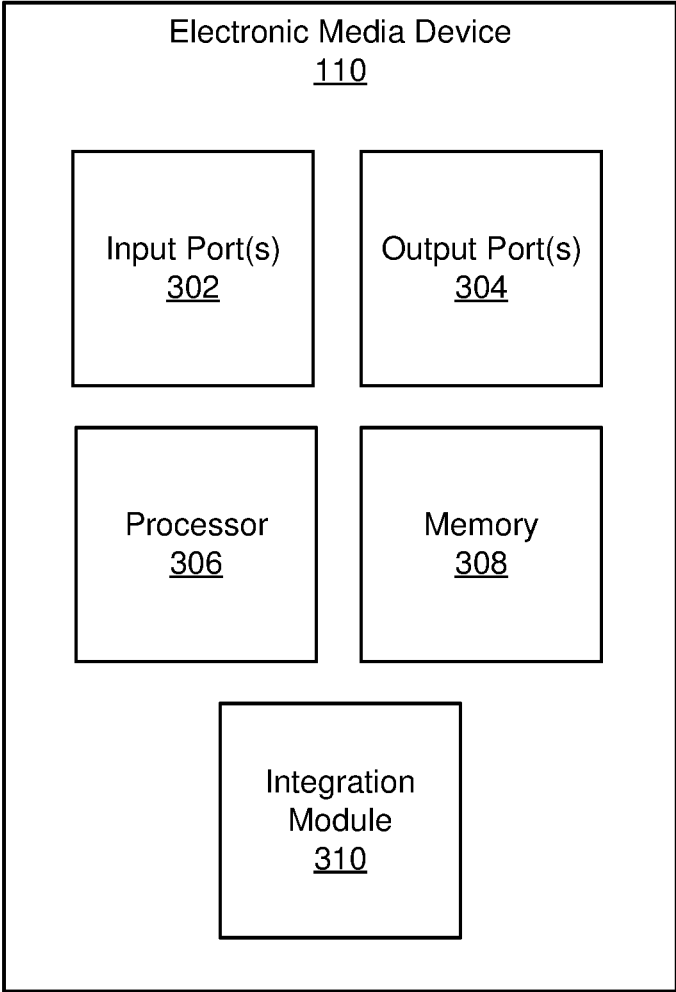 Electronic Media Device
110
Input Port(s)
302
Output Port(s)
304
Processor
306
Memory
308
Integration
Module
310